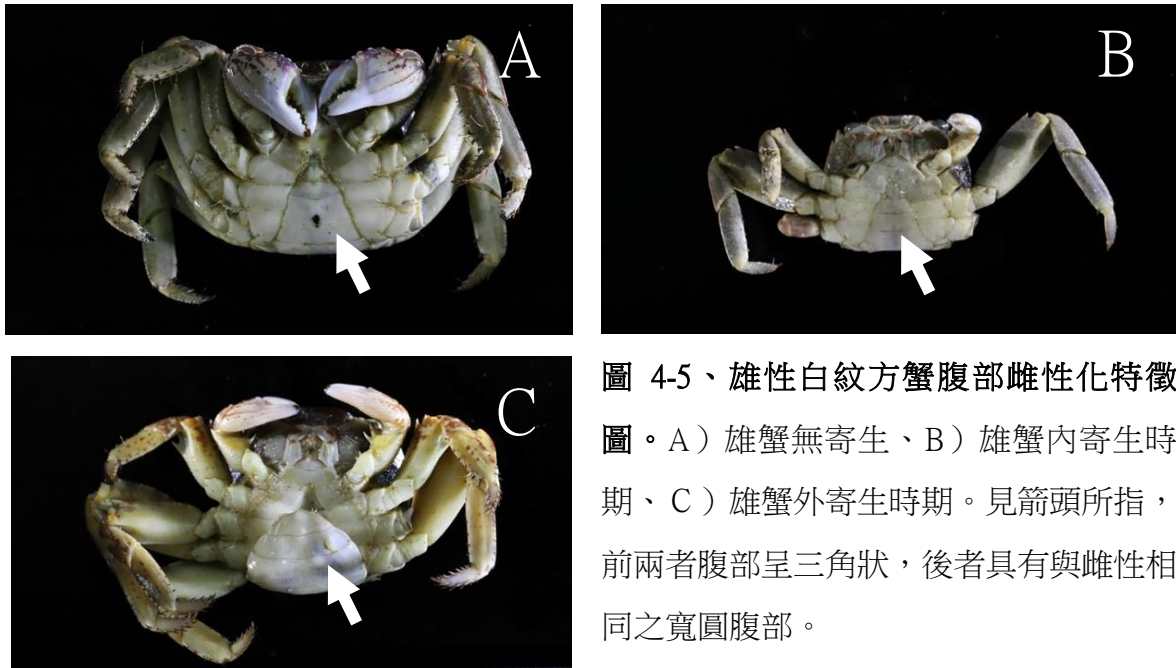 A
B
C
圖 4-5、雄性白紋方蟹腹部雌性化特徵
圖。A）雄蟹無寄生、B）雄蟹內寄生時
期、C）雄蟹外寄生時期。見箭頭所指，
前兩者腹部呈三角狀，後者具有與雌性相
同之寬圓腹部。